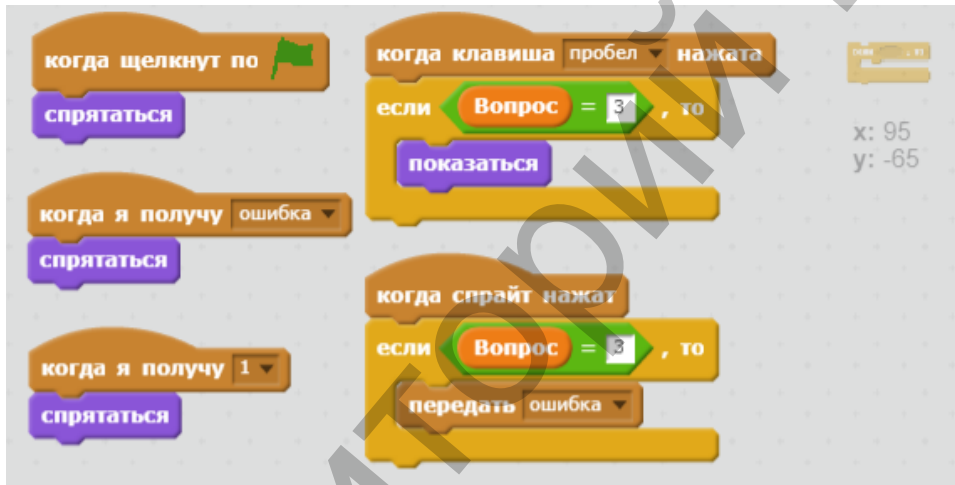 когда щелкнут по
спрятаться
когда я получу ошибка
спрятаться
когда я получу 1
спрятаться
когда клавиша пробел нажата
если Вопрос = 3 , то
показаться
когда спрайт нажат
если Вопрос = 3 , то
передать ошибка
x: 95
y: -65